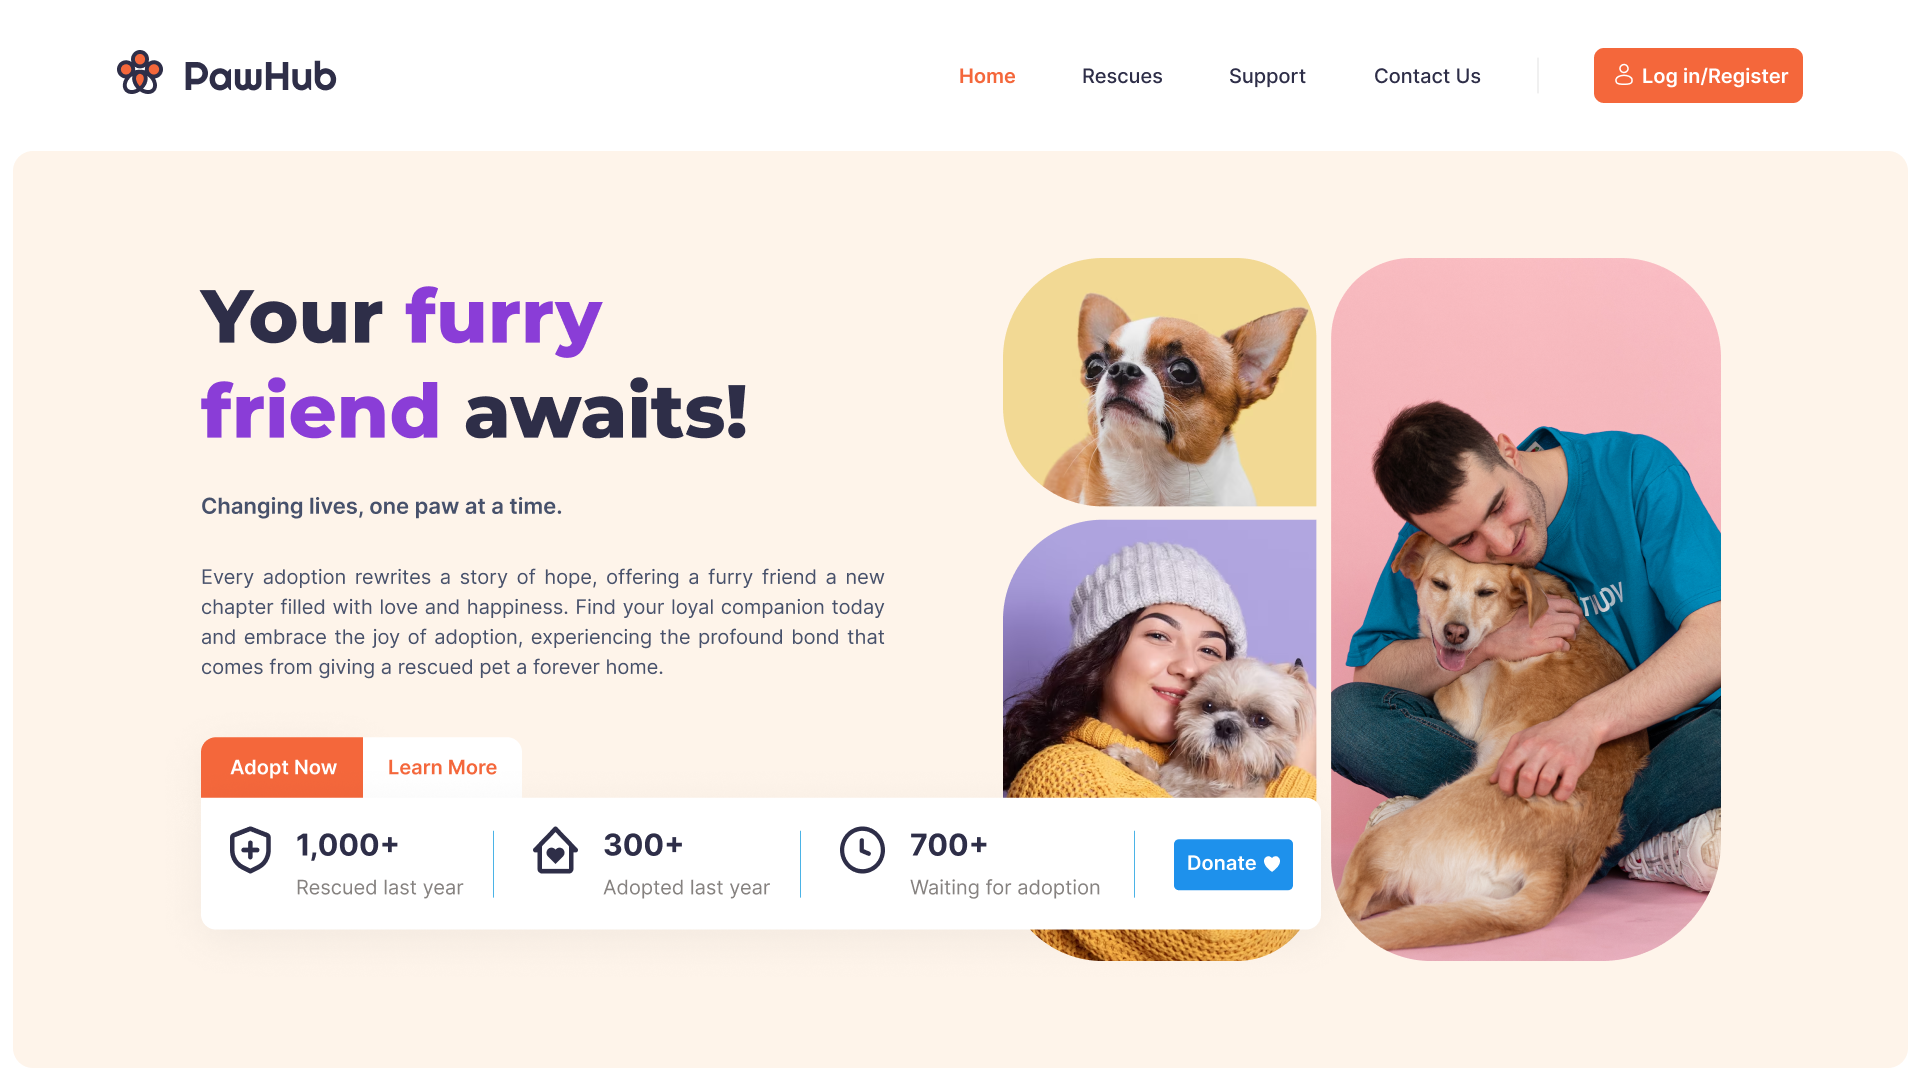 PawHub
Home
Rescues
Support
Contact Us
Log in/Register
Your furry
friend awaits!
Changing lives, one paw at a time.
Every adoption rewrites a story of hope, offering a furry friend a new
chapter filled with love and happiness. Find your loyal companion today
and embrace the joy of adoption, experiencing the profound bond that
comes from giving a rescued pet a forever home.
Adopt Now
Learn More
1,000+
Rescued last year
300+
Adopted last year
700+
Waiting for adoption
Donate